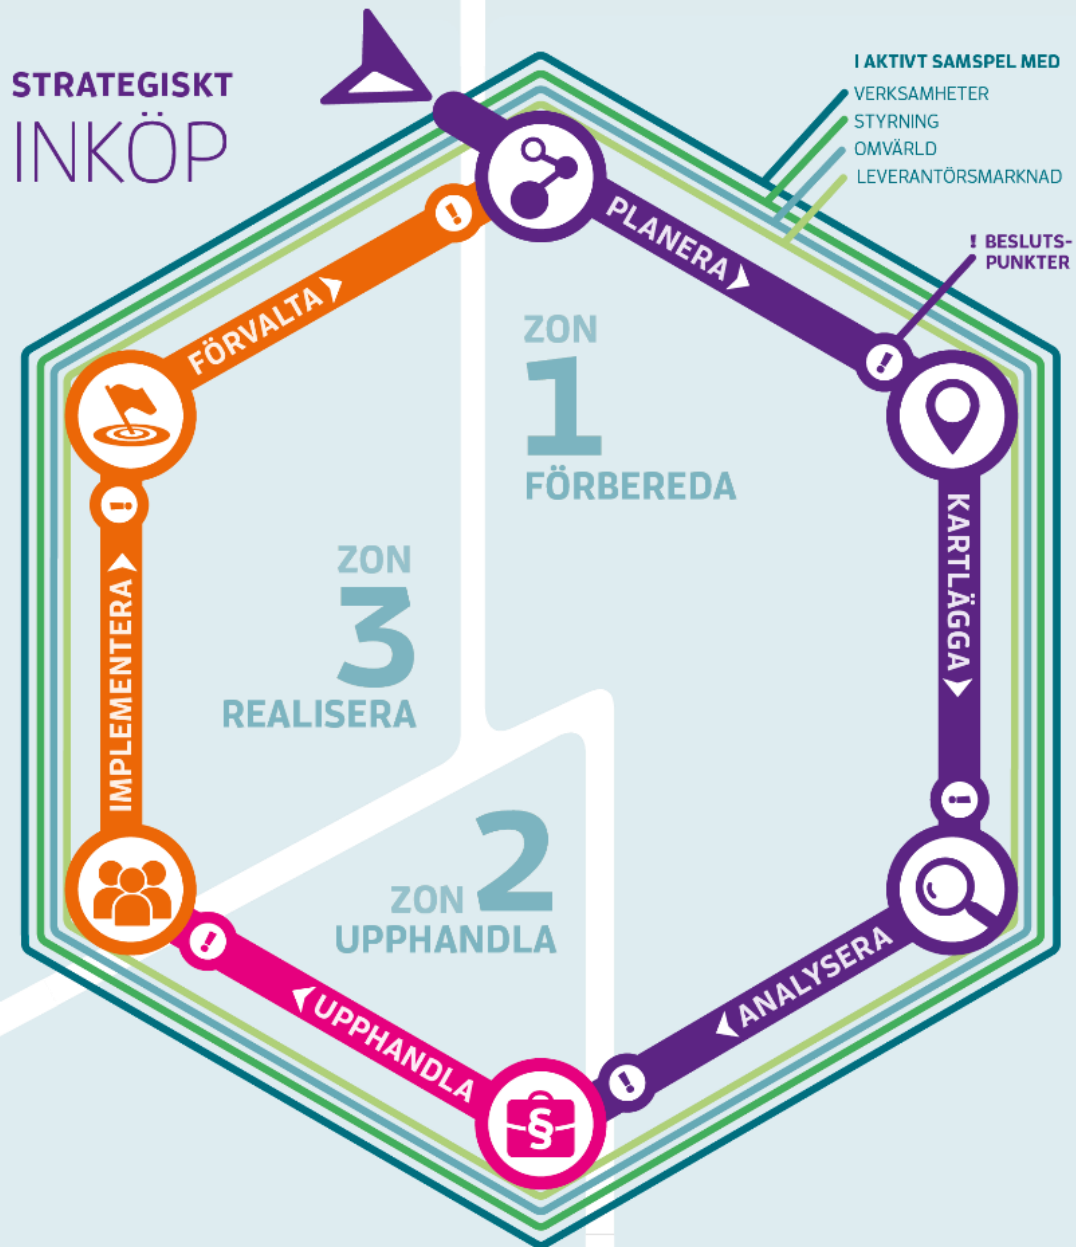 STRATEGISKT
INKÖP
I AKTIVT SAMSPEL MED
VERKSAMHETER
STYRNING
OMVÄRLD
LEVERANTÖRSMARKNAD
! BESLUTS-
PUNKTER
PLANERA
FÖRVALTA
ZON
1
FÖRBEREDA
KARTLÄGGA
ZON
3
REALISERA
IMPLEMENTERA
ZON 2
UPPHANDLA
ANALYSERA
UPPHANDLA
§
!
!
!
!
!
!